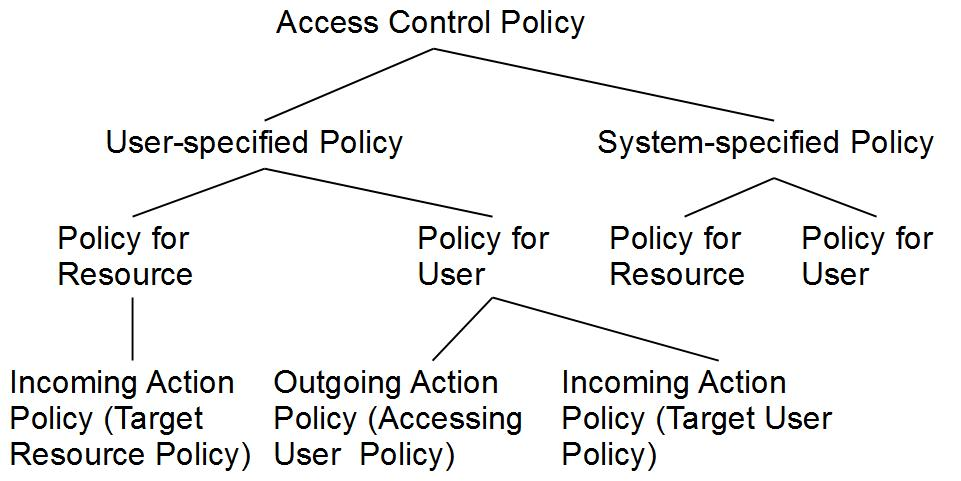 Access Control Policy
User-specified Policy
System-specified Policy
Policy for
Resource
Policy for
User
Policy for
Resource
Policy for
User
Incoming Action
Policy (Target
Resource Policy)
Outgoing Action
Policy (Accessing
User Policy)
Incoming Action
Policy (Target User
Policy)